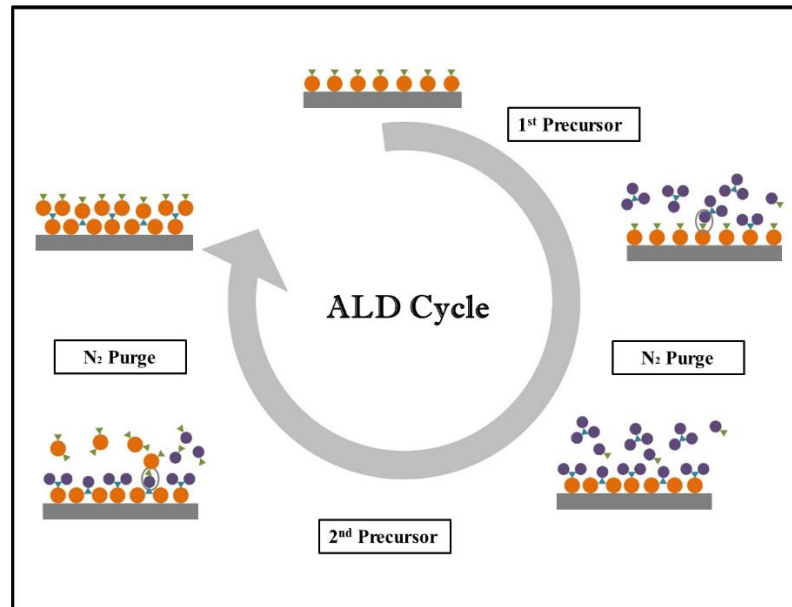 1st Precursor
ALD Cycle
N₂ Purge
N₂ Purge
2nd Precursor